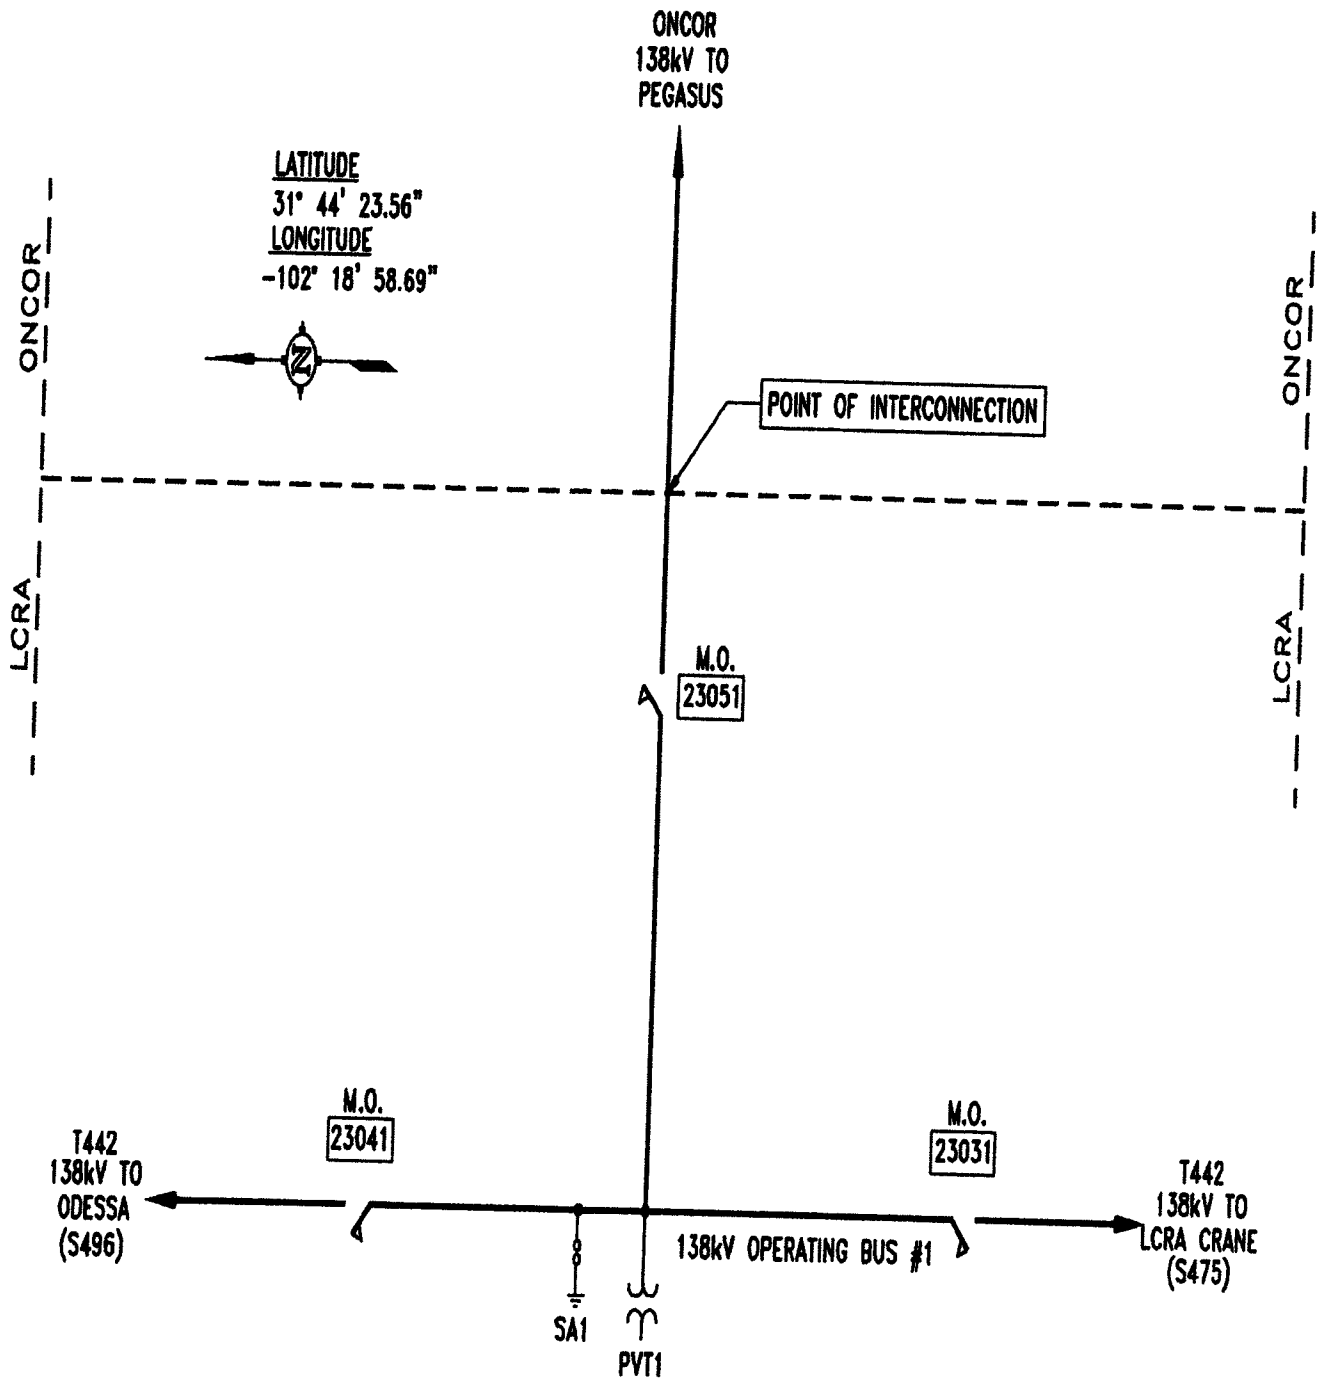 ONCOR
138kV TO
PEGASUS
LATITUDE
31° 44' 23.56"
LONGITUDE
-102° 18' 58.69"
N
ONCOR
ONCOR
POINT OF INTERCONNECTION
LCRA
LCRA
M.O.
23051
M.O.
23041
M.O.
23031
T442
138kV TO
ODESSA
(S496)
T442
138kV TO
LCRA CRANE
(S475)
138kV OPERATING BUS #1
SA1
PVT1